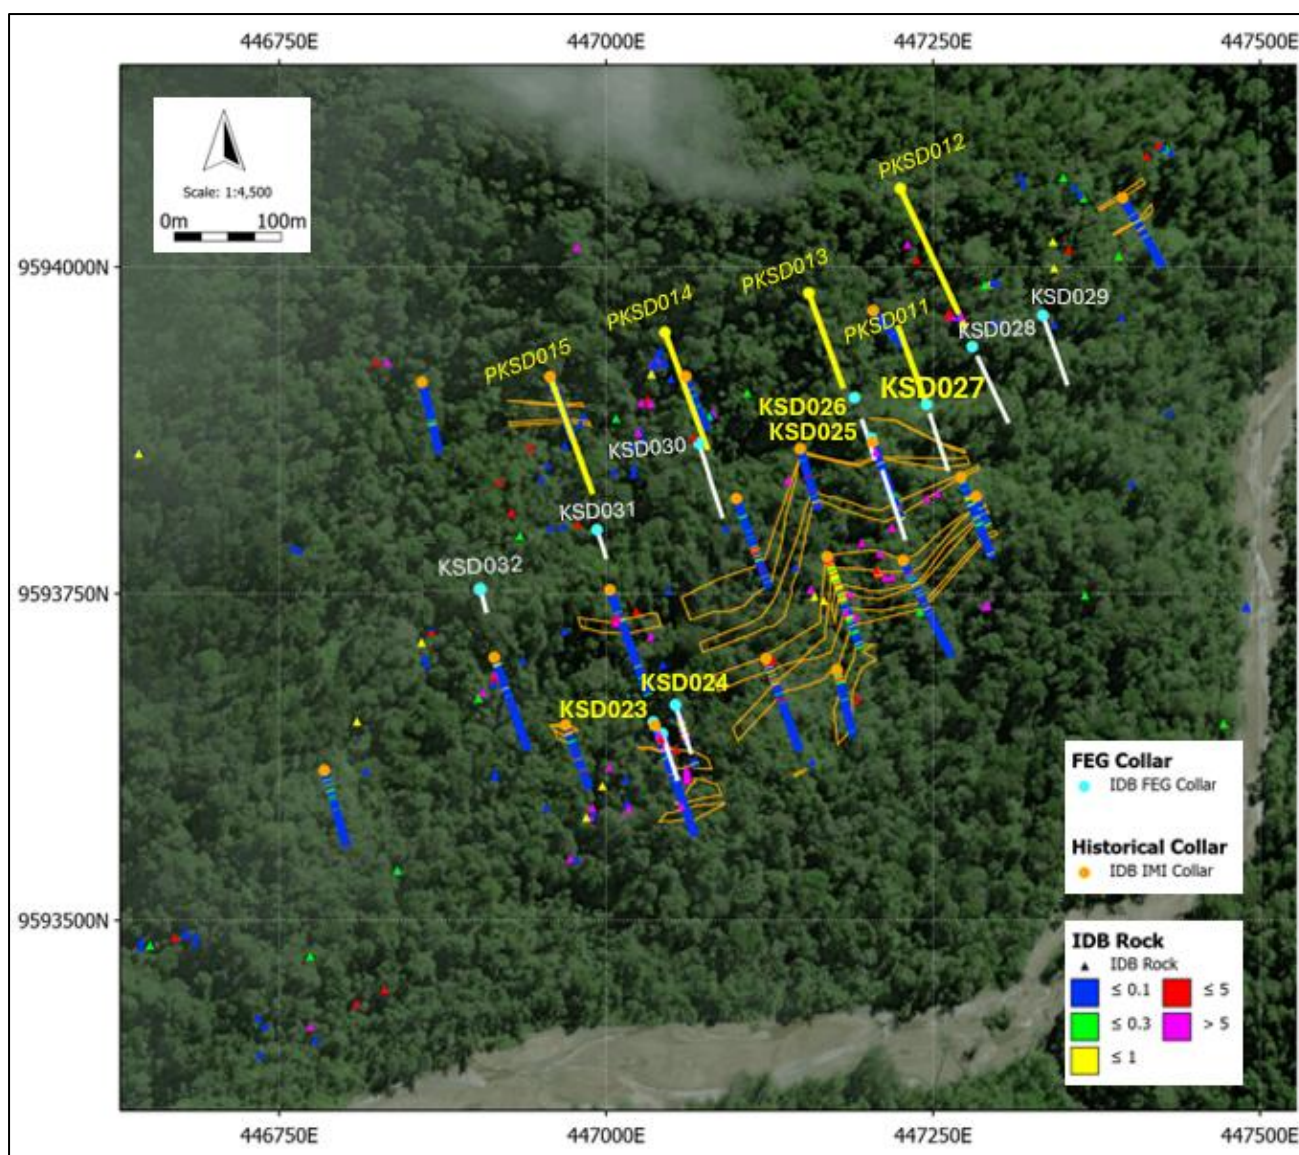 446750E 447000E 447250E 447500E
Scale: 1:4,500
0m 100m
PKSD012
9594000N
PKSD013
KSD029
PKSD014
PKSD011
KSD028
PKSD015
KSD027
KSD026
KSD025
KSD030
KSD031
KSD032
9593750N
KSD024
KSD023
FEG Collar
IDB FEG Collar
Historical Collar
IDB IMI Collar
9593500N
IDB Rock
IDB Rock
≤ 0.1 ≤ 5
≤ 0.3 > 5
≤ 1
446750E 447000E 447250E 447500E